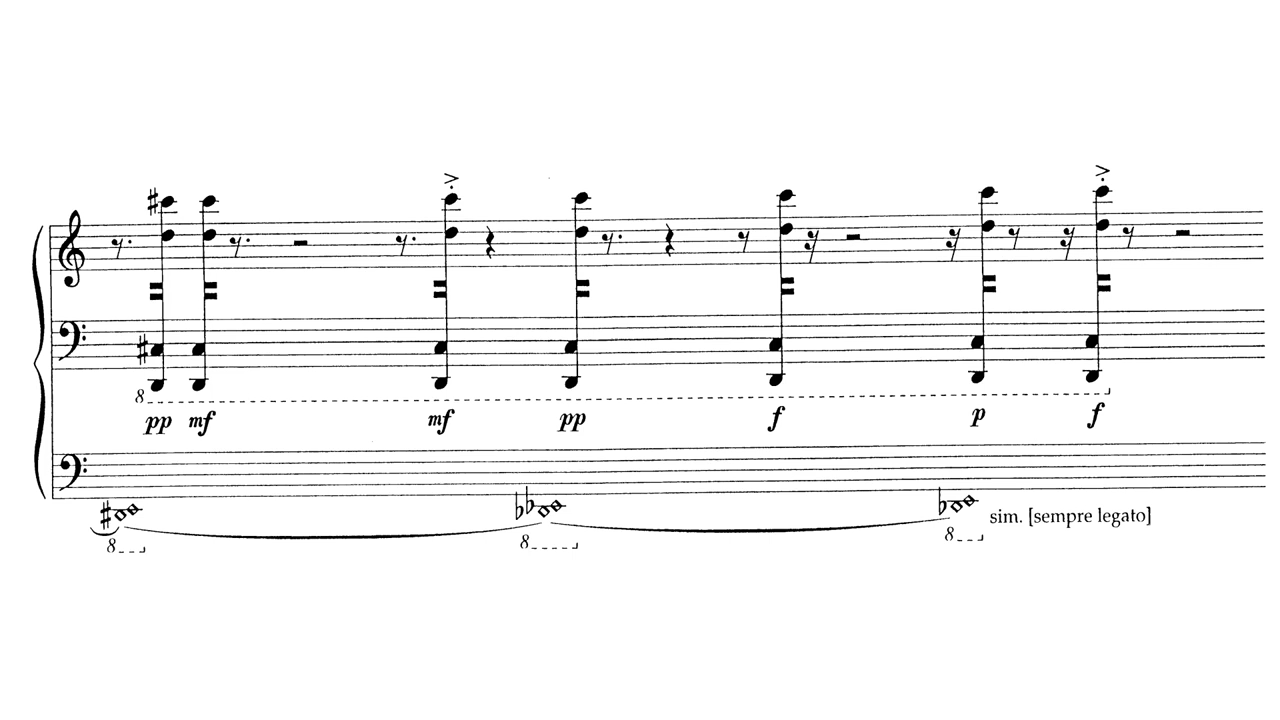 8
pp mf mf pp f p f
sim. [sempre legato]
8 8 8